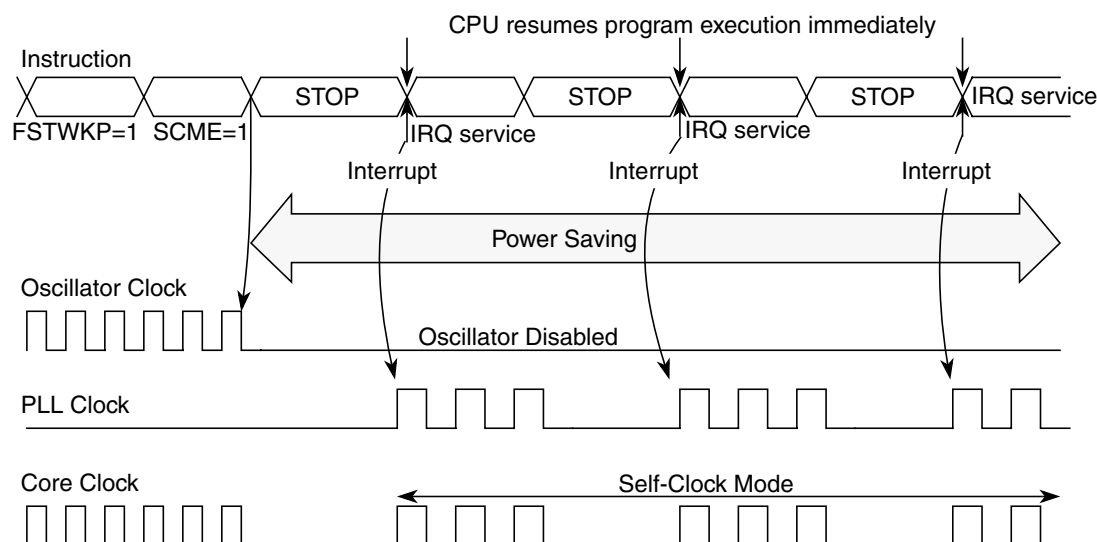 CPU resumes program execution immediately
Instruction
STOP
STOP
STOP
IRQ service
FSTWKP=1
SCME=1
IRQ service
IRQ service
Interrupt
Interrupt
Interrupt
Power Saving
Oscillator Clock
Oscillator Disabled
PLL Clock
Core Clock
Self-Clock Mode